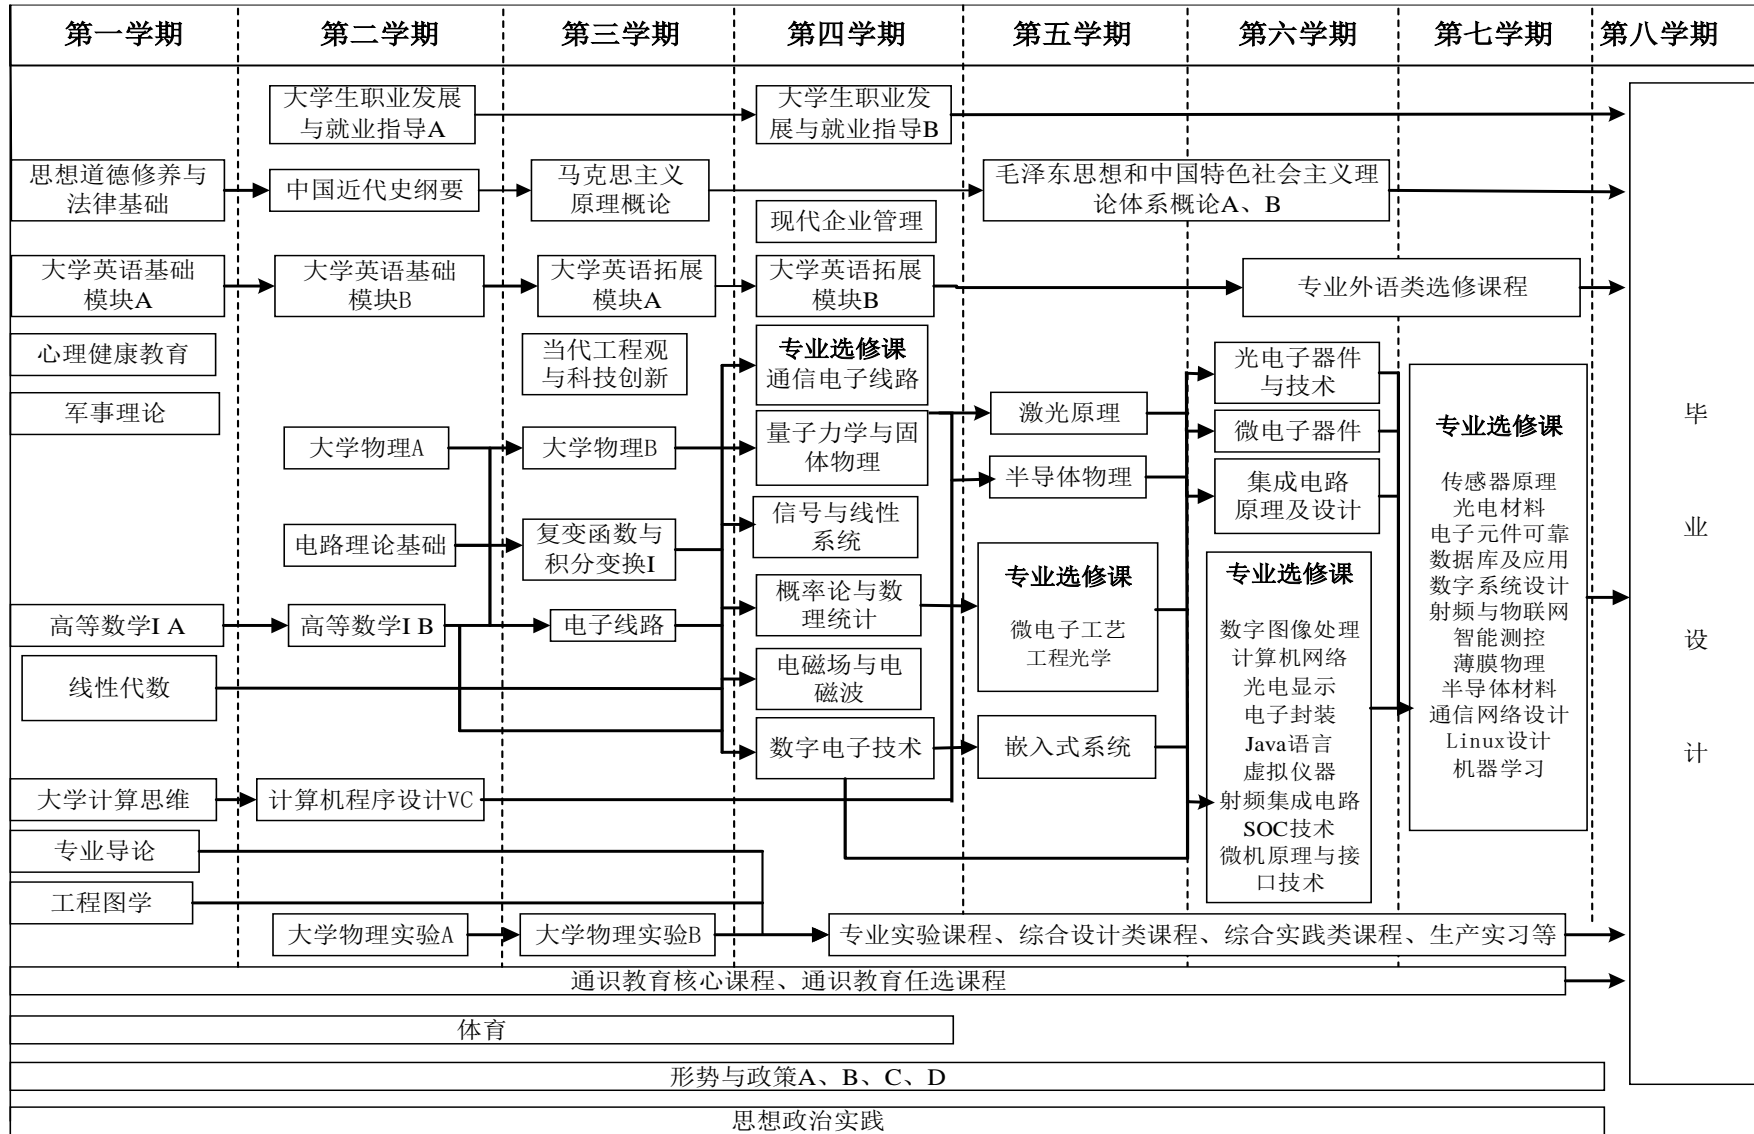 第一学期
第二学期
第三学期
第四学期
第五学期
第六学期
第七学期
第八学期
大学生职业发展
与就业指导A
大学生职业发
展与就业指导B
思想道德修养与
法律基础
中国近代史纲要
马克思主义
原理概论
毛泽东思想和中国特色社会主义理
论体系概论A、B
现代企业管理
大学英语基础
模块A
大学英语基础
模块B
大学英语拓展
模块A
大学英语拓展
模块B
专业外语类选修课程
心理健康教育
当代工程观
与科技创新
专业选修课
通信电子线路
光电子器件
与技术
军事理论
激光原理
微电子器件
大学物理A
大学物理B
量子力学与固
体物理
半导体物理
集成电路
原理及设计
电路理论基础
复变函数与
积分变换I
信号与线性
系统
高等数学I A
高等数学I B
电子线路
概率论与数
理统计
专业选修课
微电子工艺
工程光学
线性代数
电磁场与电
磁波
数字电子技术
嵌入式系统
专业选修课
数字图像处理
计算机网络
光电显示
电子封装
Java语言
虚拟仪器
射频集成电路
SOC技术
微机原理与接
口技术
专业选修课
传感器原理
光电材料
电子元件可靠
数据库及应用
数字系统设计
射频与物联网
智能测控
薄膜物理
半导体材料
通信网络设计
Linux设计
机器学习
毕
业
设
计
大学计算思维
计算机程序设计VC
专业导论
工程图学
大学物理实验A
大学物理实验B
专业实验课程、综合设计类课程、综合实践类课程、生产实习等
通识教育核心课程、通识教育任选课程
体育
形势与政策A、B、C、D
思想政治实践